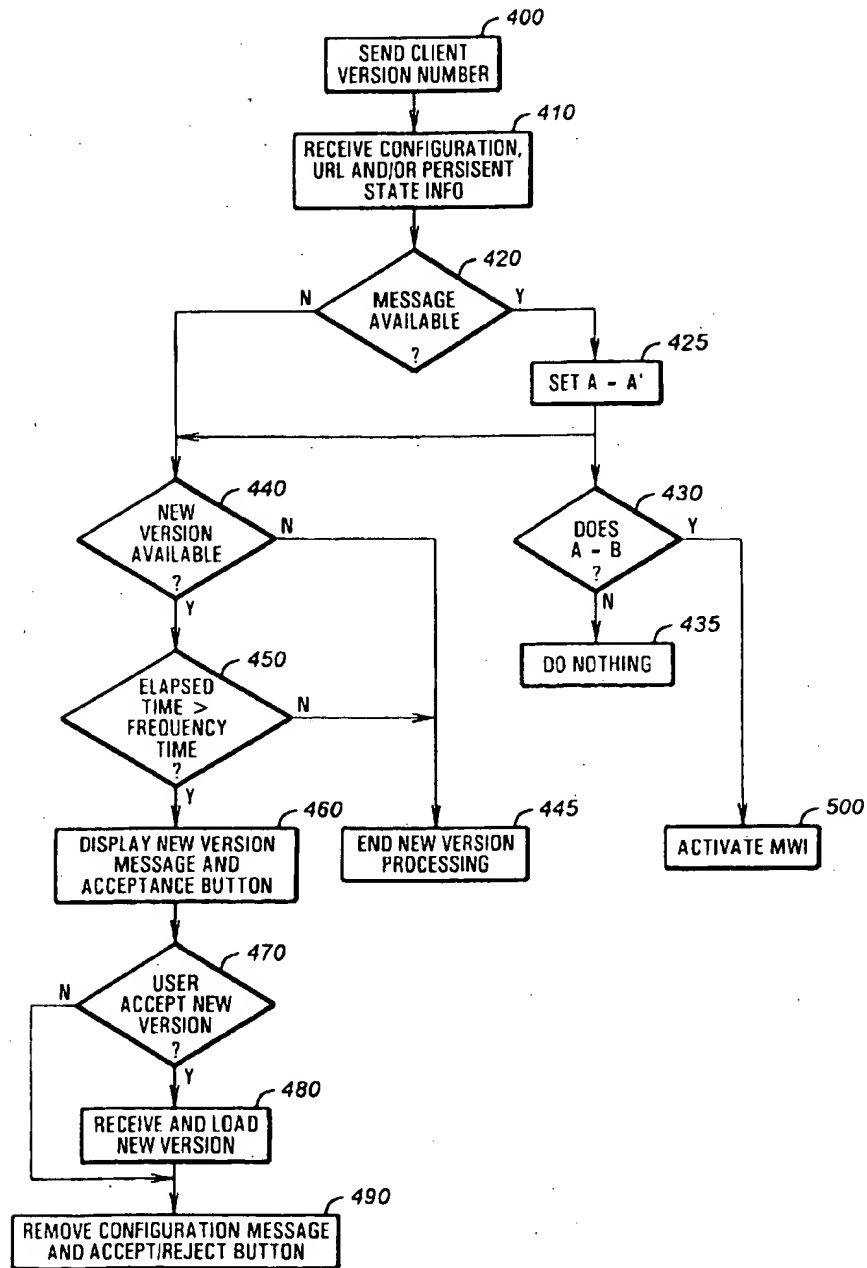 400
SEND CLIENT
VERSION NUMBER
410
RECEIVE CONFIGURATION,
URL AND/OR PERSISENT
STATE INFO
420
N
MESSAGE
AVAILABLE
?
Y
425
SET A - A'
440
NEW
VERSION
AVAILABLE
?
N
Y
430
DOES
A - B
?
Y
N
435
DO NOTHING
450
ELAPSED
TIME >
FREQUENCY
TIME
?
N
Y
460
DISPLAY NEW VERSION
MESSAGE AND
ACCEPTANCE BUTTON
445
END NEW VERSION
PROCESSING
500
ACTIVATE MWI
470
N
USER
ACCEPT NEW
VERSION
?
Y
480
RECEIVE AND LOAD
NEW VERSION
490
REMOVE CONFIGURATION MESSAGE
AND ACCEPT/REJECT BUTTON